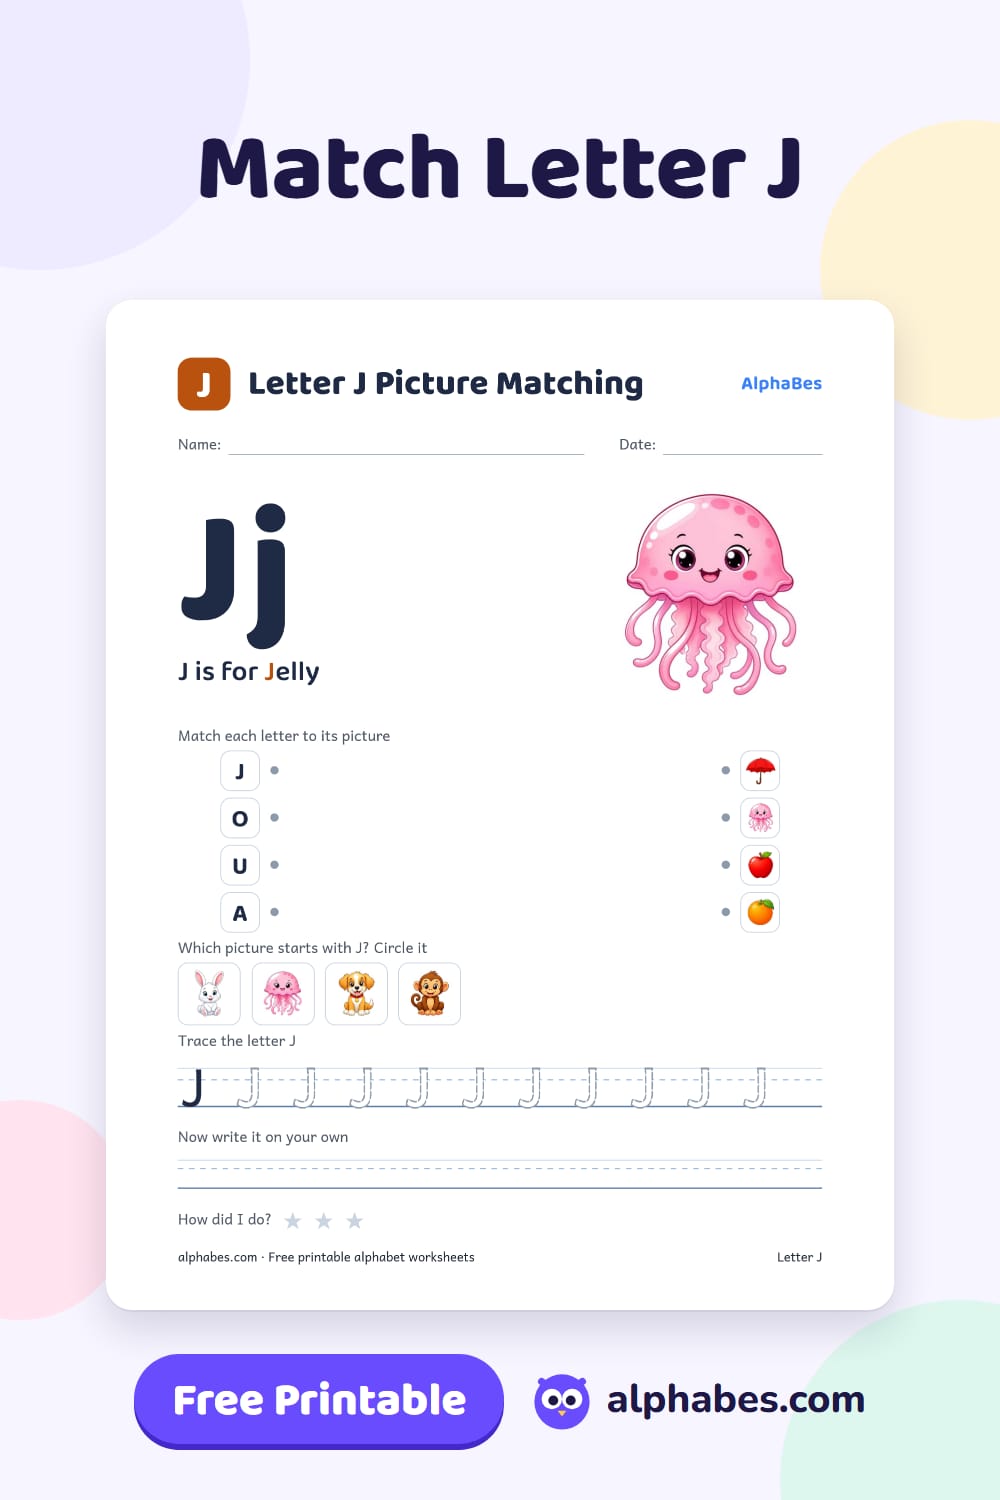 Match Letter J
J Letter J Picture Matching AlphaBes
Name: Date:
Jj
J is for Jelly
Match each letter to its picture
J
O
U
A
Which picture starts with J? Circle it
Trace the letter J
J J J J J J J J J J J
Now write it on your own
How did I do?
alphabes.com · Free printable alphabet worksheets Letter J
Free Printable alphabes.com